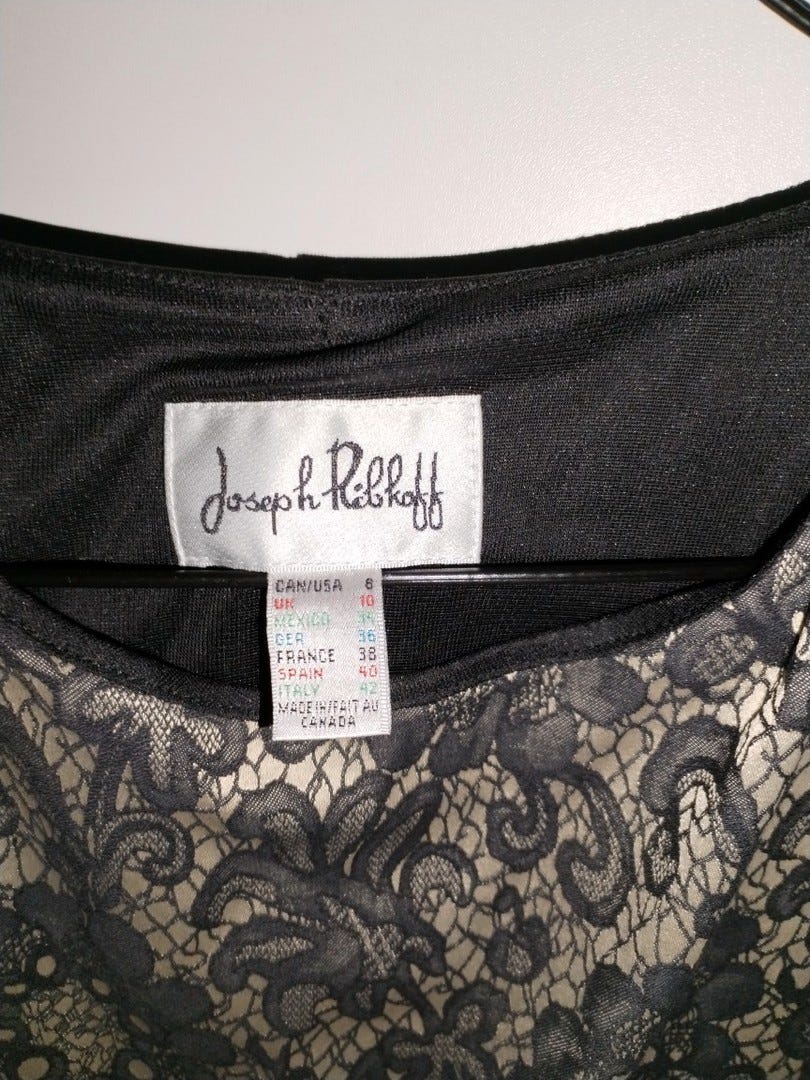 Joseph Ribkoff
CAN/USA 6
UK 10
MEXICO
GER 36
FRANCE 38
SPAIN 40
ITALY 42
MADE IN/FAIT AU
CANADA